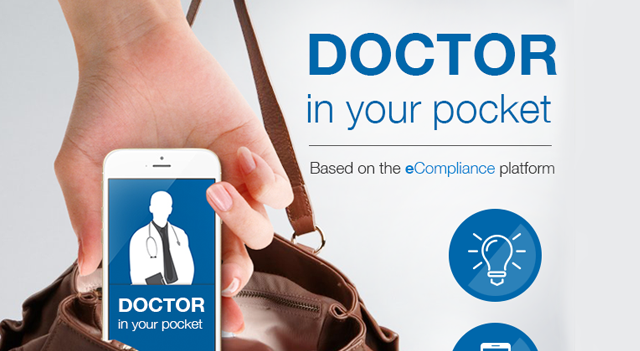 DOCTOR
in your pocket
Based on the eCompliance platform
DOCTOR
in your pocket